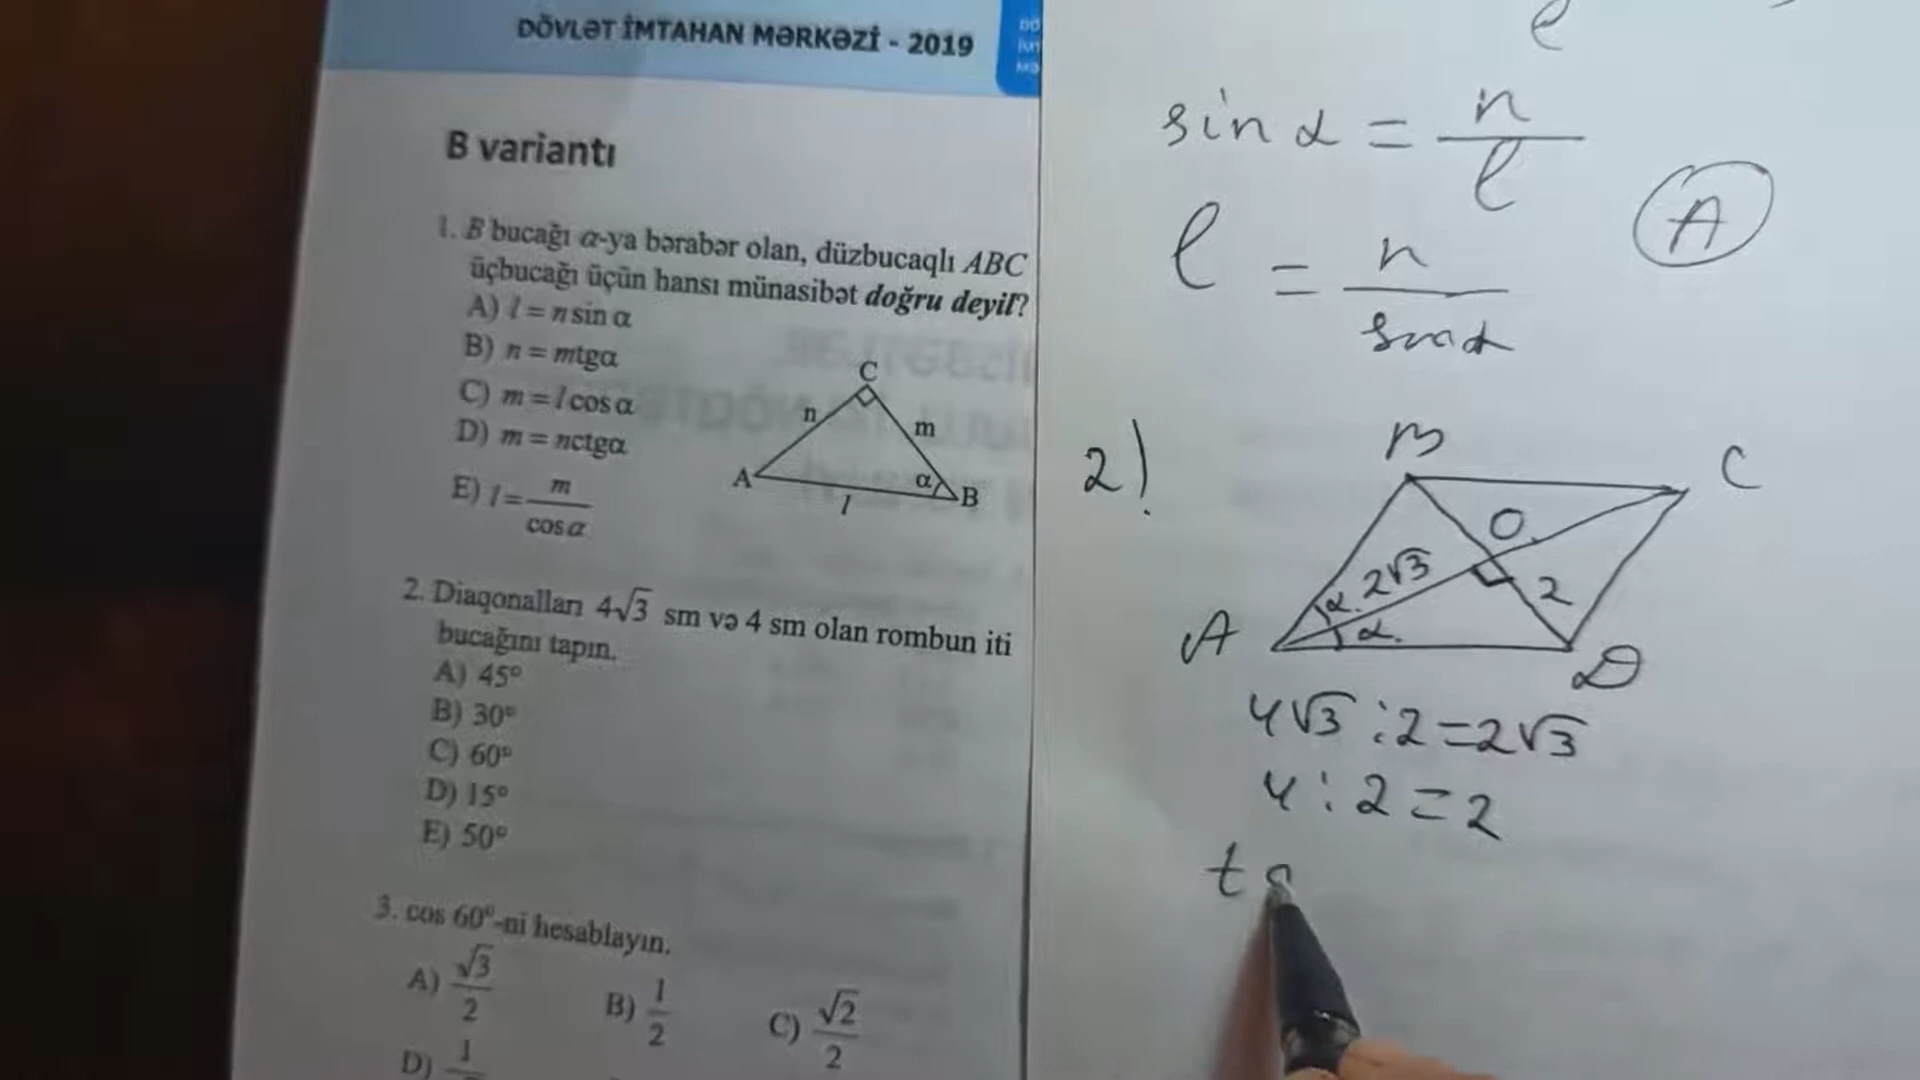 DÖVLƏT İMTAHAN MƏRKƏZİ - 2019
B variantı
1. B bucağı α-ya bərabər olan, düzbucaqlı ABC
üçbucağı üçün hansı münasibət doğru deyil?
A) l = n sin α
B) n = mtgα
C) m = l cos α
D) m = nctgα
E) l = m / cos α
C
n
m
A
α
B
l
2. Diaqonalları 4√3 sm və 4 sm olan rombun iti
bucağını tapın.
A) 45°
B) 30°
C) 60°
D) 15°
E) 50°
3. cos 60°-ni hesablayın.
A) √3/2 B) 1/2 C) √2/2
D) 1
l
sin α = n / l
l = n / sin α
A
2)
B
C
O
2√3
2
α
α
A
D
4√3 : 2 = 2√3
4 : 2 = 2
tg